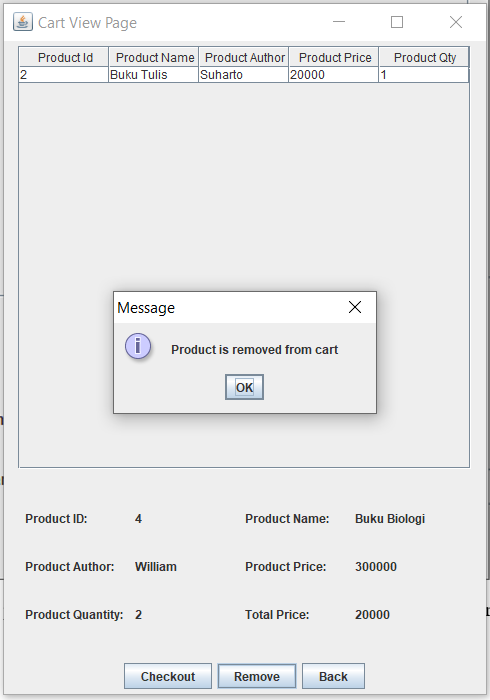 Cart View Page
Product Id Product Name Product Author Product Price Product Qty
2 Buku Tulis Suharto 20000 1
Message
Product is removed from cart
OK
Product ID: 4 Product Name: Buku Biologi
Product Author: William Product Price: 300000
Product Quantity: 2 Total Price: 20000
Checkout Remove Back